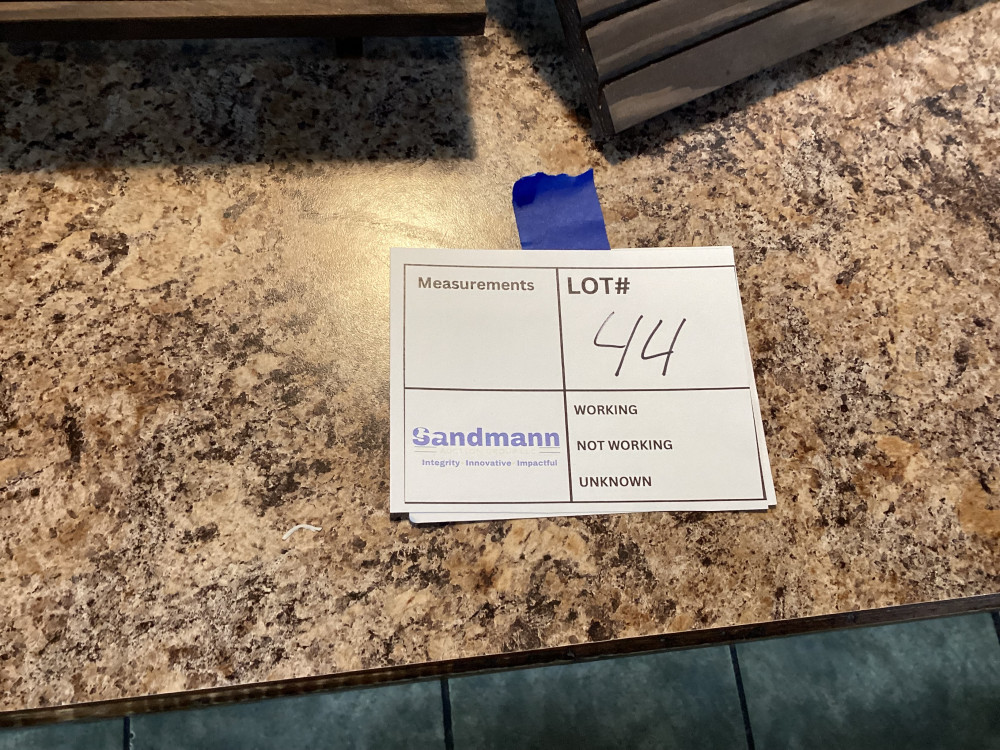 Measurements
LOT#
44
Sandmann
Integrity Innovative Impactful
WORKING
NOT WORKING
UNKNOWN